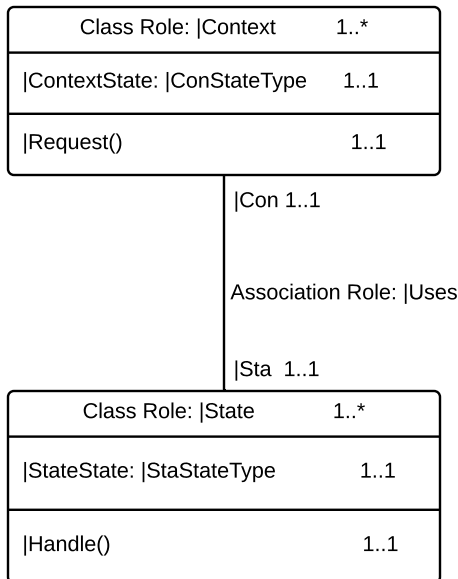 Class Role: |Context 1..*
|ContextState: |ConStateType 1..1
|Request() 1..1
|Con 1..1
Association Role: |Uses
|Sta 1..1
Class Role: |State 1..*
|StateState: |StaStateType 1..1
|Handle() 1..1